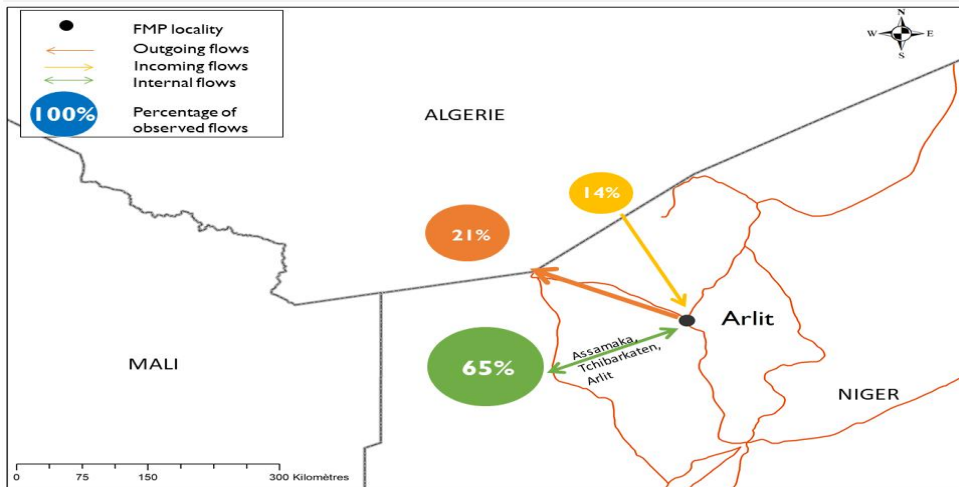 FMP locality
Outgoing flows
Incoming flows
Internal flows
100%
Percentage of
observed flows
N
W
E
S
ALGERIE
14%
21%
Arlit
65%
Assamaka,
Tchibarkaten,
Arlit
MALI
NIGER
0
75
150
300 Kilomètres